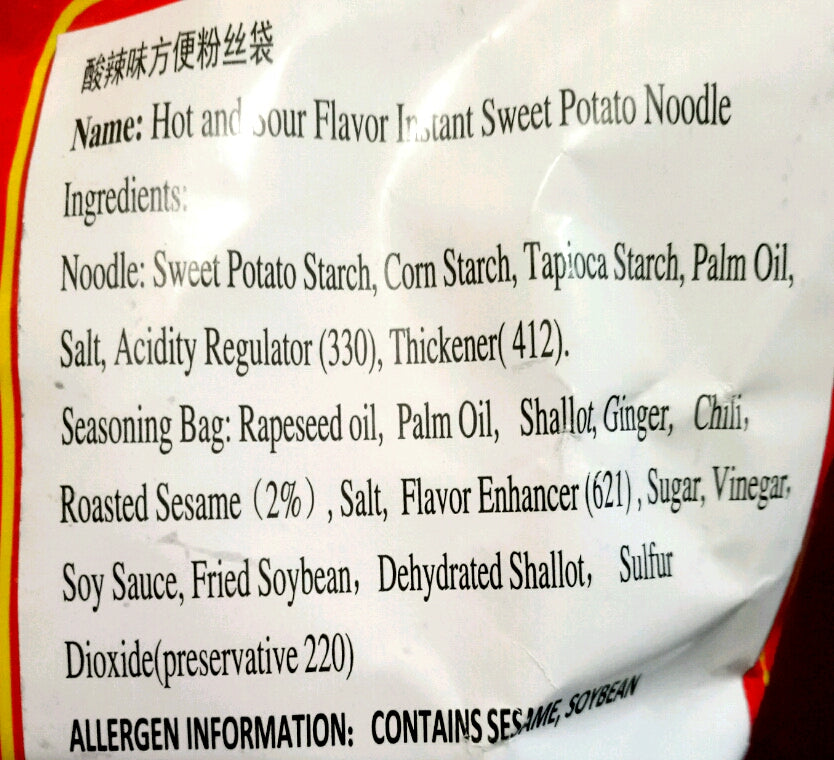 酸辣味方便粉丝袋
Name: Hot and Sour Flavor Instant Sweet Potato Noodle
Ingredients:
Noodle: Sweet Potato Starch, Corn Starch, Tapioca Starch, Palm Oil,
Salt, Acidity Regulator (330), Thickener( 412).
Seasoning Bag: Rapeseed oil, Palm Oil, Shallot, Ginger, Chili,
Roasted Sesame (2%) , Salt, Flavor Enhancer (621) , Sugar, Vinegar,
Soy Sauce, Fried Soybean, Dehydrated Shallot, Sulfur
Dioxide(preservative 220)
ALLERGEN INFORMATION: CONTAINS SESAME, SOYBEAN